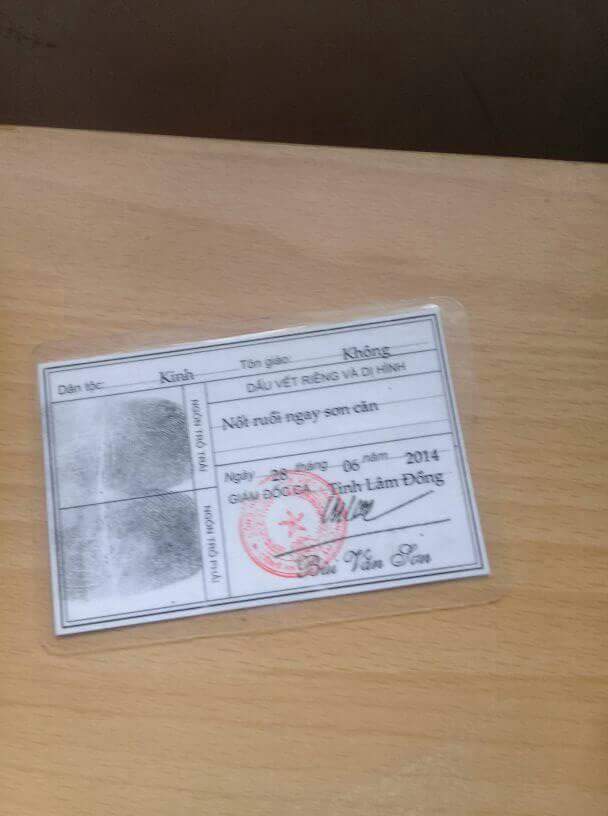 Dân tộc: Kinh Tôn giáo: Không
DẤU VẾT RIÊNG VÀ DỊ HÌNH
Nốt ruồi ngay sơn căn
NGÓN TRỎ TRÁI
Ngày 28 tháng 06 năm 2014
GIÁM ĐỐC CA Tỉnh Lâm Đồng
NGÓN TRỎ PHẢI
Bùi Văn Sơn